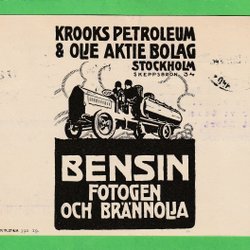 KROOKS PETROLEUM
& OLJE AKTIE BOLAG
STOCKHOLM
SKEPPSBRON. 34
BENSIN
FOTOGEN
OCH BRÄNNOLJA